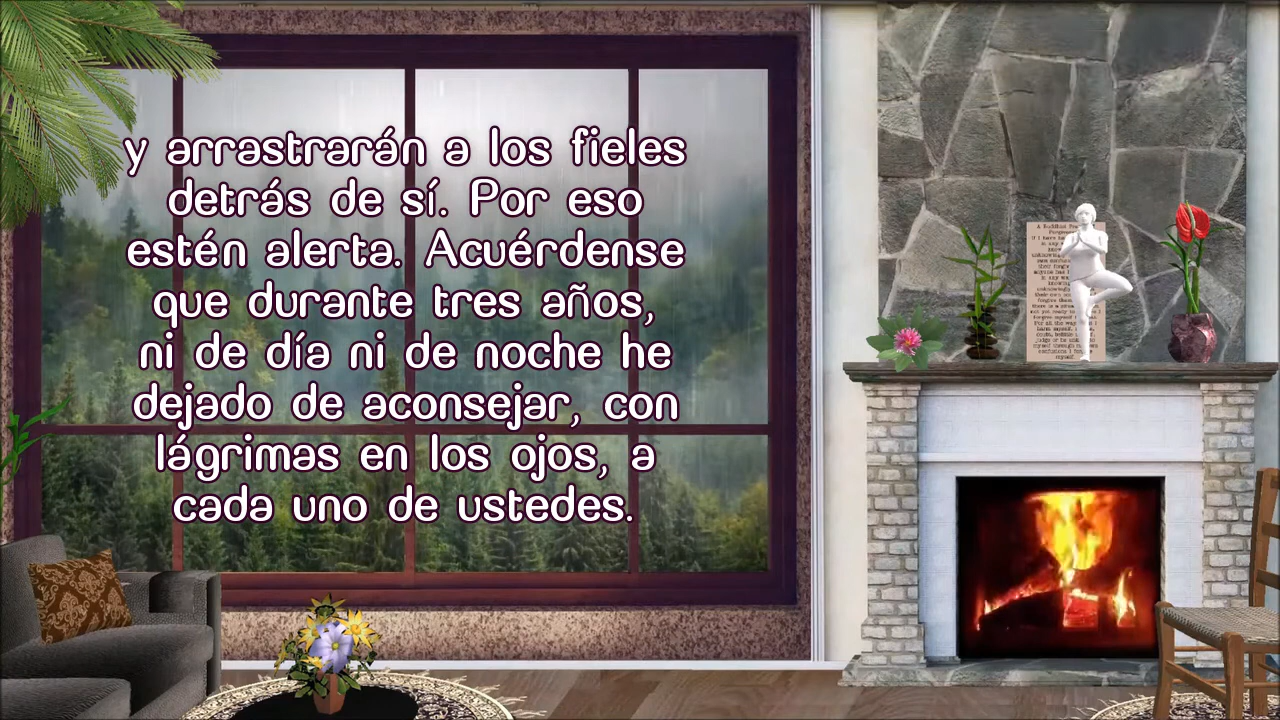 y arrastrarán a los fieles
detrás de sí. Por eso
estén alerta. Acuérdense
que durante tres años,
ni de día ni de noche he
dejado de aconsejar, con
lágrimas en los ojos, a
cada uno de ustedes.